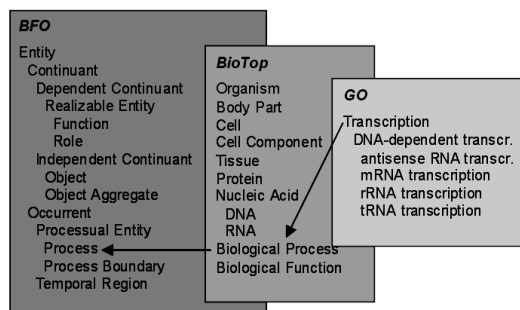 BFO
Entity
Continuant
Dependent Continuant
Realizable Entity
Function
Role
Independent Continuant
Object
Object Aggregate
Occurrent
Processual Entity
Process
Process Boundary
Temporal Region
BioTop
Organism
Body Part
Cell
Cell Component
Tissue
Protein
Nucleic Acid
DNA
RNA
Biological Process
Biological Function
GO
Transcription
DNA-dependent transcr.
antisense RNA transcr.
mRNA transcription
rRNA transcription
tRNA transcription